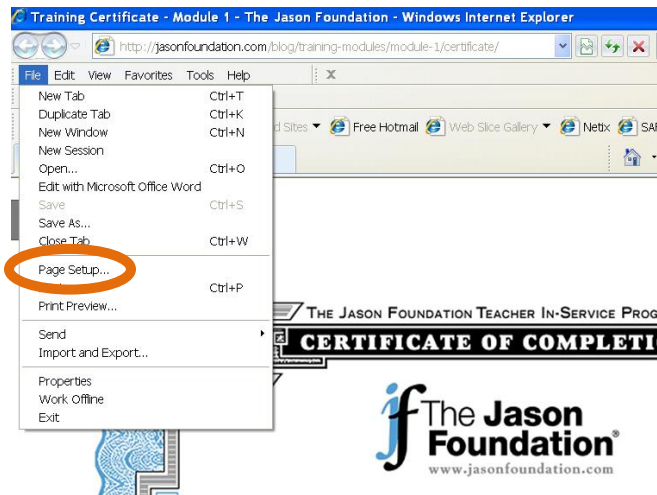 Training Certificate - Module 1 - The Jason Foundation - Windows Internet Explorer
http://jasonfoundation.com/blog/training-modules/module-1/certificate/
File Edit View Favorites Tools Help X
New Tab Ctrl+T
Duplicate Tab Ctrl+K
New Window Ctrl+N
New Session
Open... Ctrl+O
Edit with Microsoft Office Word
Save Ctrl+S
Save As...
Close Tab Ctrl+W
Page Setup...
Ctrl+P
Print Preview...
Send
Import and Export...
Properties
Work Offline
Exit
d Sites Free Hotmail Web Slice Gallery Netix SAF
THE JASON FOUNDATION TEACHER IN-SERVICE PROG
CERTIFICATE OF COMPLETI
jf The Jason
Foundation®
www.jasonfoundation.com